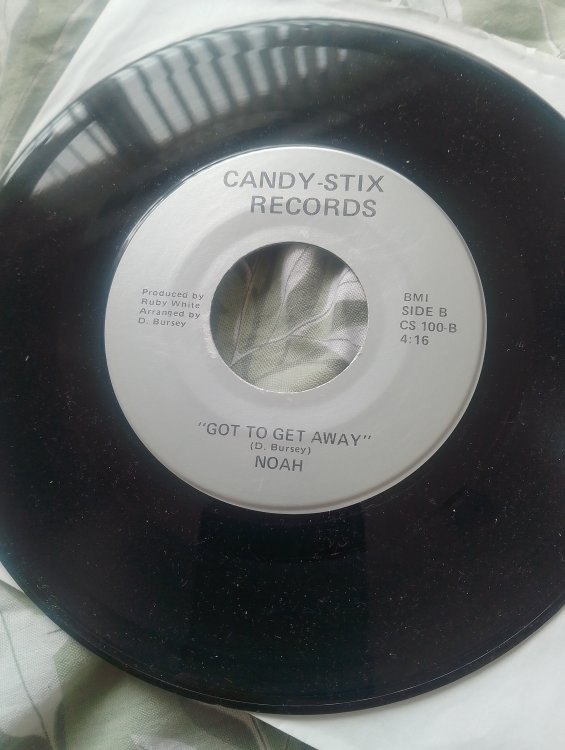 CANDY-STIX
RECORDS
Produced by
Ruby White
Arranged by
D. Bursey
BMI
SIDE B
CS 100-B
4:16
"GOT TO GET AWAY"
(D. Bursey)
NOAH